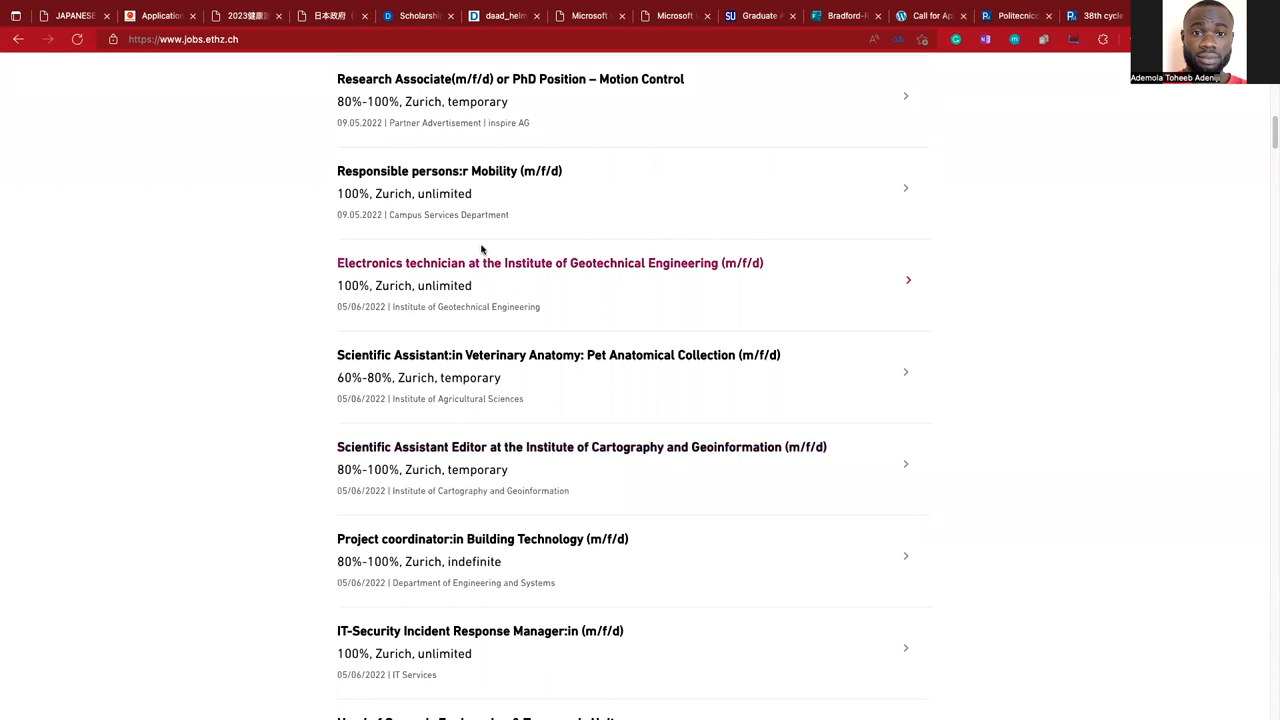 JAPANESE
Application
2023健康
日本政府
Scholarshi
daad_helm
Microsoft
Microsoft
Graduate
Bradford-
Call for Ap
Politecnic
38th cycle
https://www.jobs.ethz.ch
Ademola Toheeb Adeniji
Research Associate(m/f/d) or PhD Position – Motion Control
80%-100%, Zurich, temporary
09.05.2022 | Partner Advertisement | inspire AG
Responsible persons:r Mobility (m/f/d)
100%, Zurich, unlimited
09.05.2022 | Campus Services Department
Electronics technician at the Institute of Geotechnical Engineering (m/f/d)
100%, Zurich, unlimited
05/06/2022 | Institute of Geotechnical Engineering
Scientific Assistant:in Veterinary Anatomy: Pet Anatomical Collection (m/f/d)
60%-80%, Zurich, temporary
05/06/2022 | Institute of Agricultural Sciences
Scientific Assistant Editor at the Institute of Cartography and Geoinformation (m/f/d)
80%-100%, Zurich, temporary
05/06/2022 | Institute of Cartography and Geoinformation
Project coordinator:in Building Technology (m/f/d)
80%-100%, Zurich, indefinite
05/06/2022 | Department of Engineering and Systems
IT-Security Incident Response Manager:in (m/f/d)
100%, Zurich, unlimited
05/06/2022 | IT Services